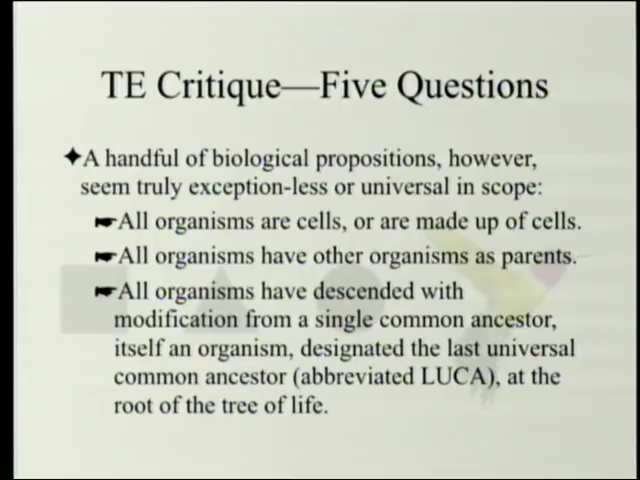 TE Critique—Five Questions
✦A handful of biological propositions, however,
seem truly exception-less or universal in scope:
☛All organisms are cells, or are made up of cells.
☛All organisms have other organisms as parents.
☛All organisms have descended with
modification from a single common ancestor,
itself an organism, designated the last universal
common ancestor (abbreviated LUCA), at the
root of the tree of life.